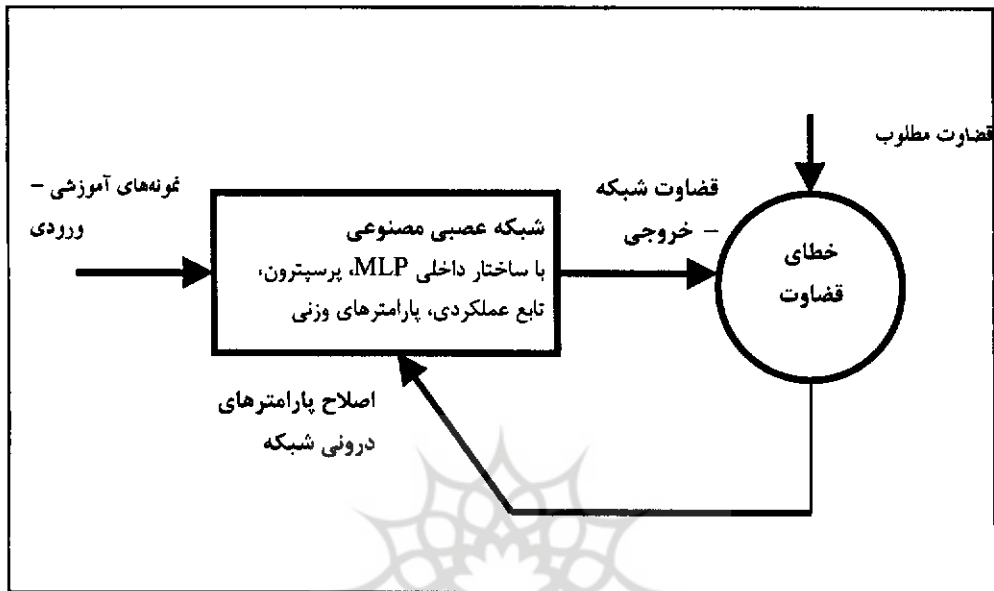 قضاوت مطلوب
نمونه‌های آموزشی –
ورودی
شبکه عصبی مصنوعی
با ساختار داخلی MLP، پرسپترون،
تابع عملکردی، پارامترهای وزنی
قضاوت شبکه
– خروجی
خطای
قضاوت
اصلاح پارامترهای
درونی شبکه